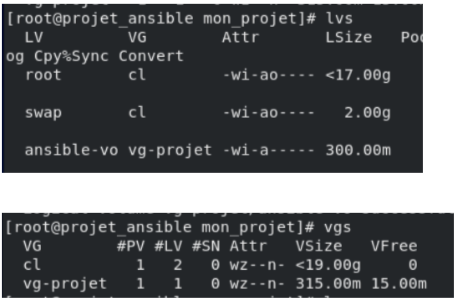 [root@projet_ansible mon_projet]# lvs
LV VG Attr LSize Poo
og Cpy%Sync Convert
root cl -wi-ao---- <17.00g
swap cl -wi-ao---- 2.00g
ansible-vo vg-projet -wi-a----- 300.00m
[root@projet_ansible mon_projet]# vgs
VG #PV #LV #SN Attr VSize VFree
cl 1 2 0 wz--n- <19.00g 0
vg-projet 1 1 0 wz--n- 315.00m 15.00m